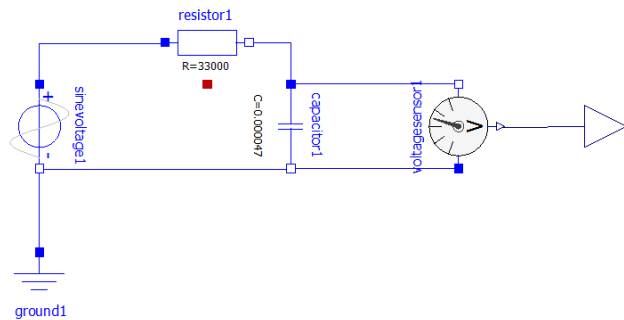 resistor1
R=33000
+
sinevoltage1
-
C=0.000047
capacitor1
voltagesensor1
V
ground1